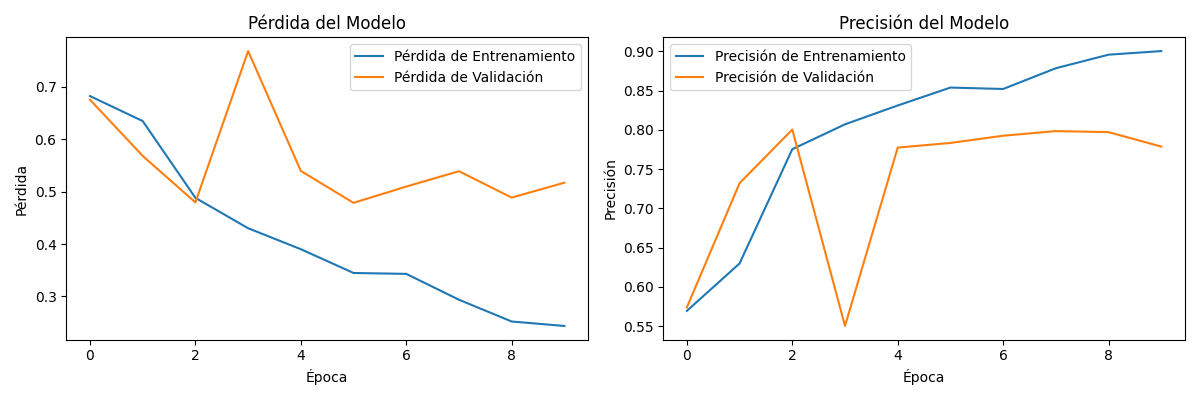 Pérdida del Modelo
Pérdida de Entrenamiento
Pérdida de Validación
0.7
0.6
0.5
0.4
0.3
Pérdida
0 2 4 6 8
Época
Precisión del Modelo
Precisión de Entrenamiento
Precisión de Validación
0.90
0.85
0.80
0.75
0.70
0.65
0.60
0.55
Precisión
0 2 4 6 8
Época